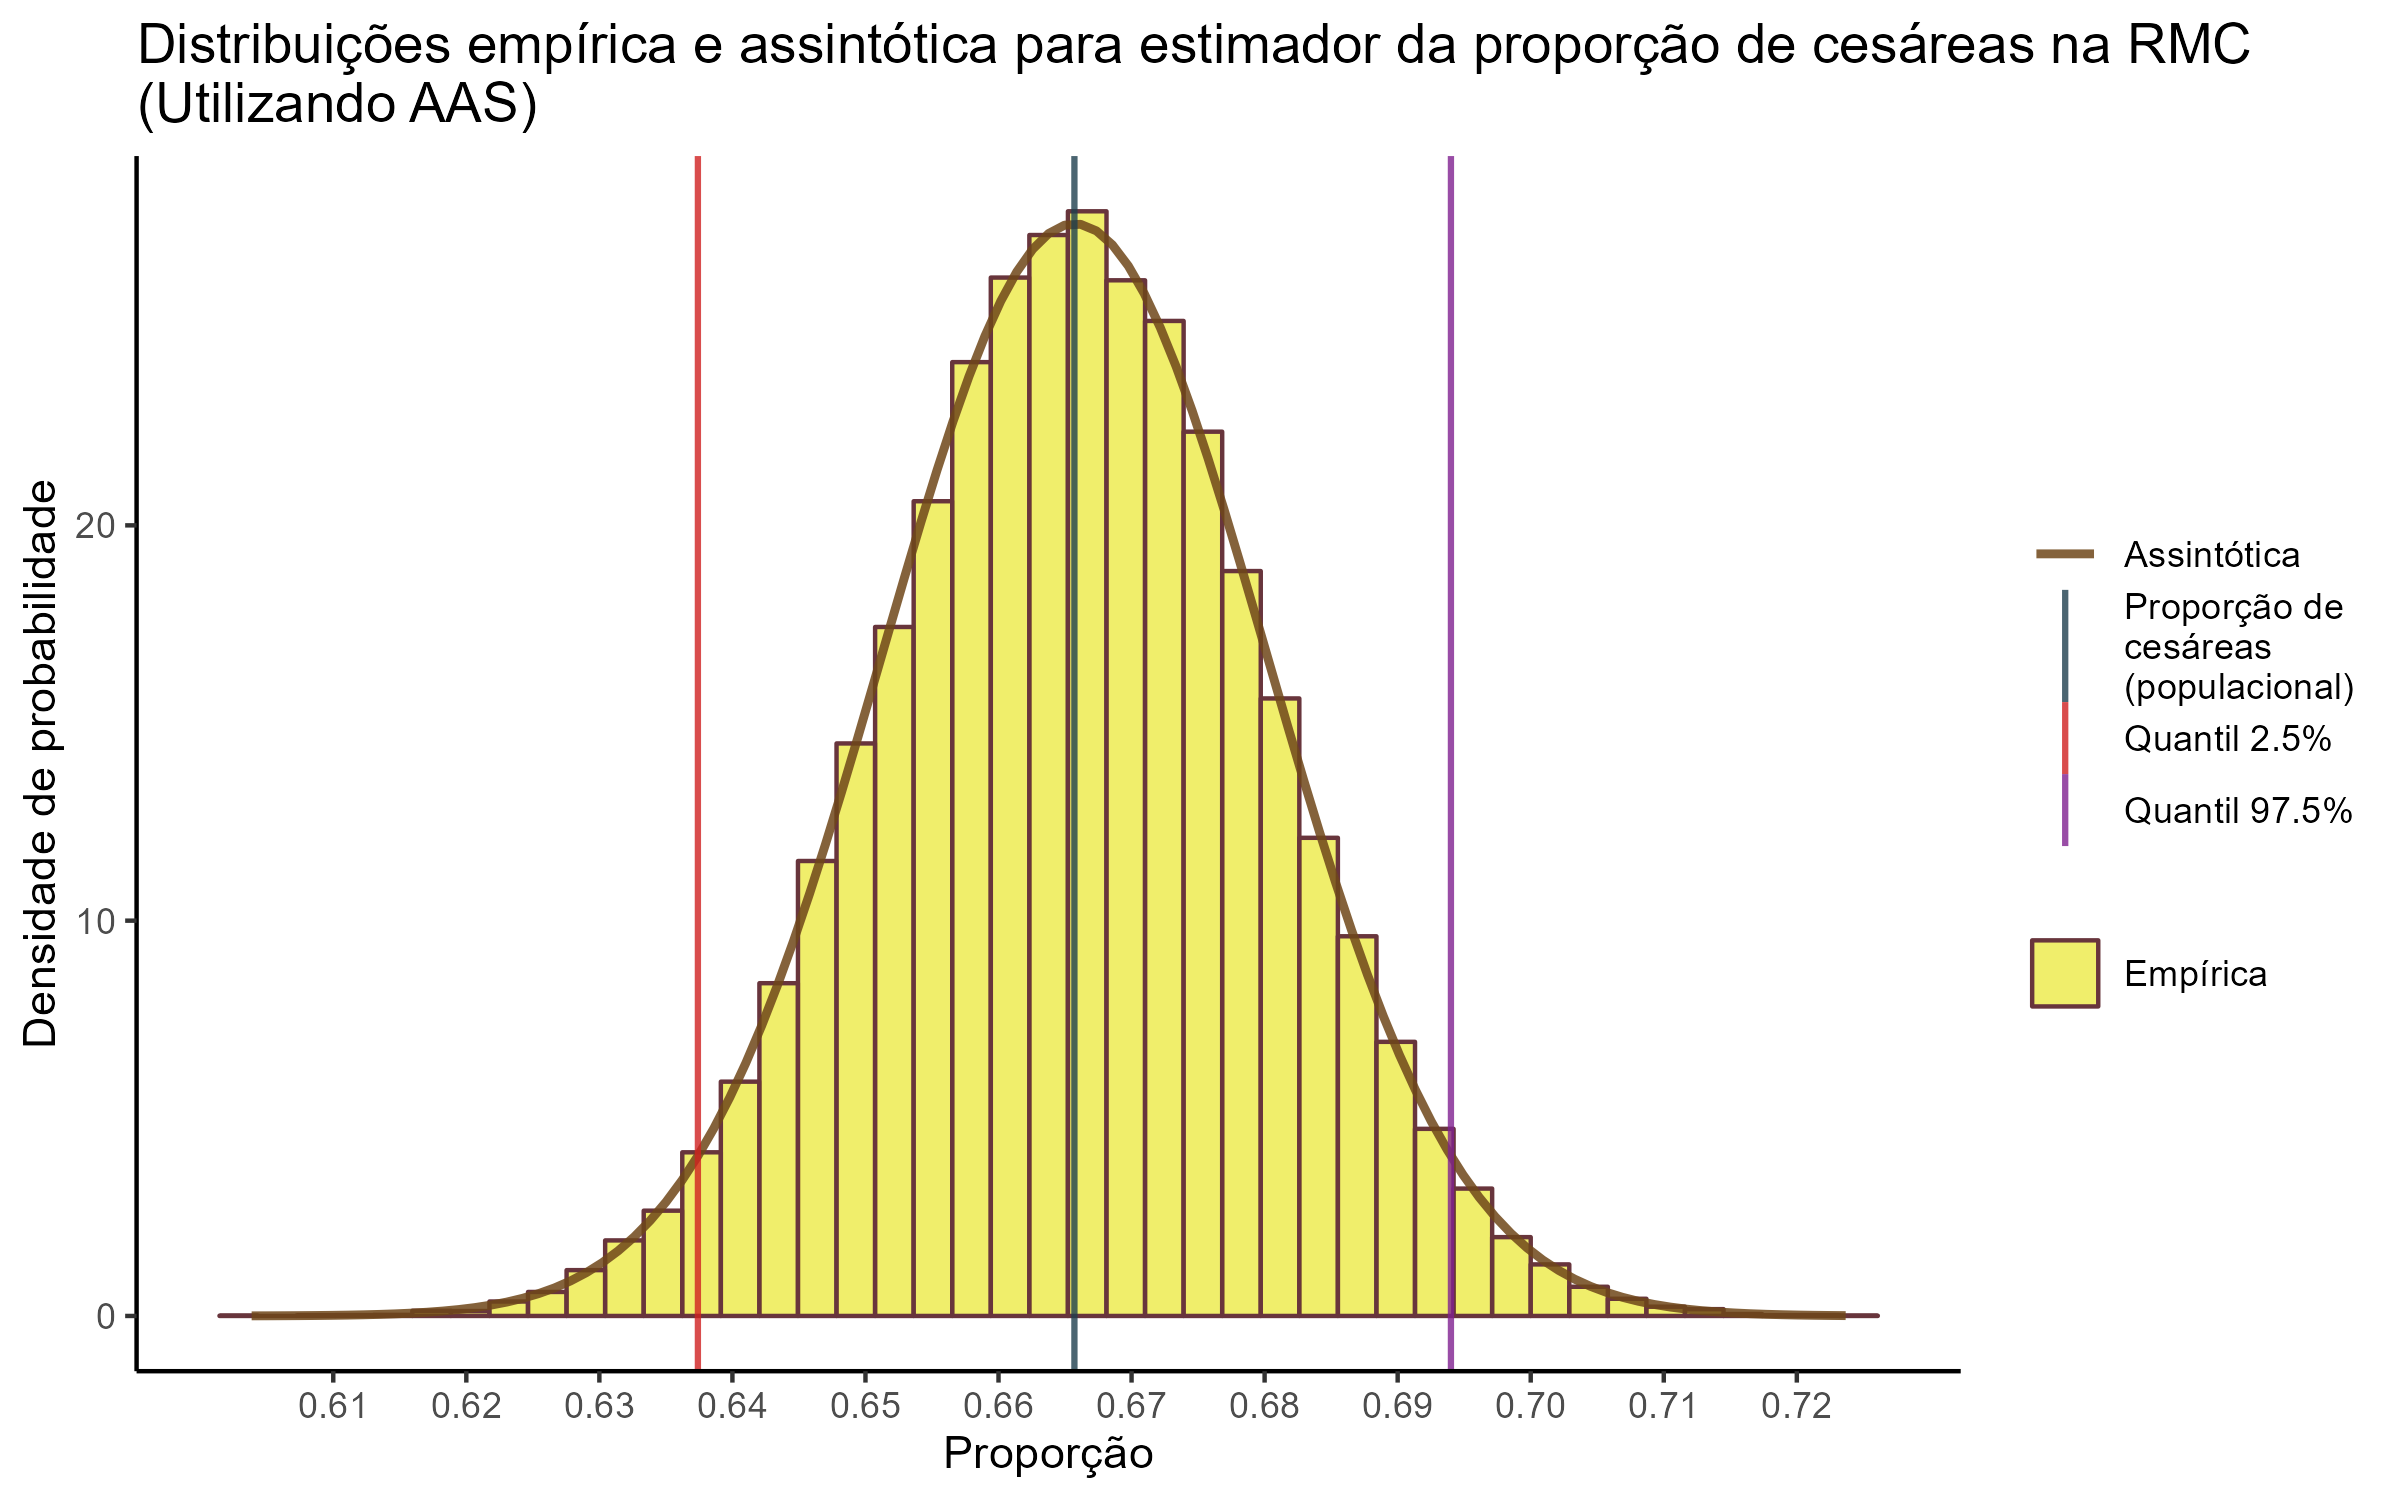 Distribuições empírica e assintótica para estimador da proporção de cesáreas na RMC
(Utilizando AAS)
Densidade de probabilidade
20
10
0
0.61 0.62 0.63 0.64 0.65 0.66 0.67 0.68 0.69 0.70 0.71 0.72
Proporção
Assintótica
Proporção de
cesáreas
(populacional)
Quantil 2.5%
Quantil 97.5%
Empírica